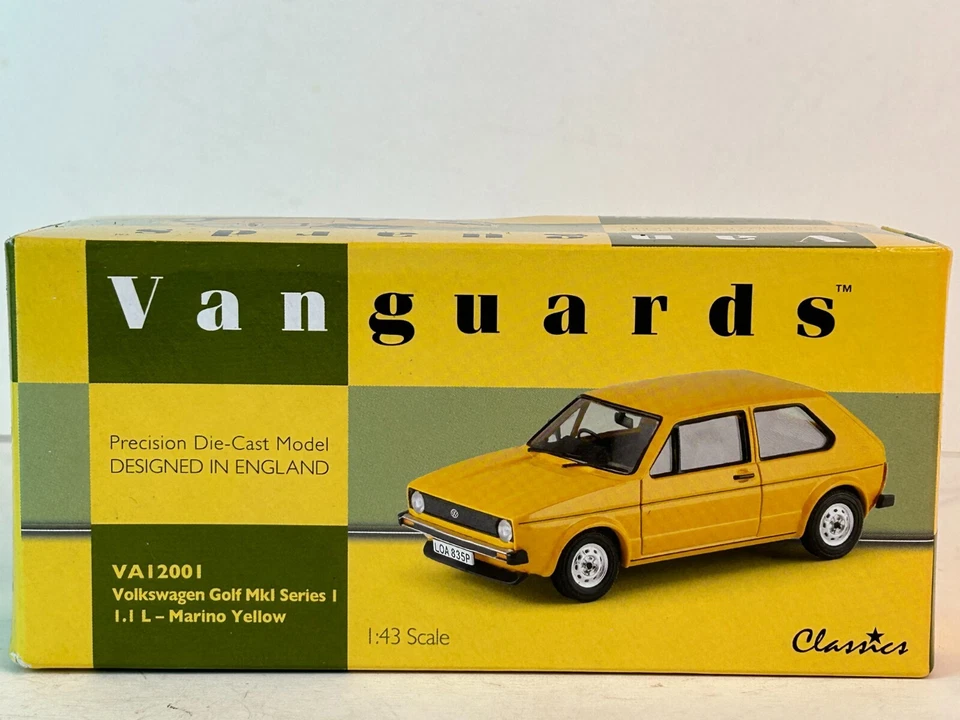 Vanguards™
Precision Die-Cast Model
DESIGNED IN ENGLAND
VA12001
Volkswagen Golf MkI Series 1
1.1 L – Marino Yellow
1:43 Scale
LOA 835P
Classics